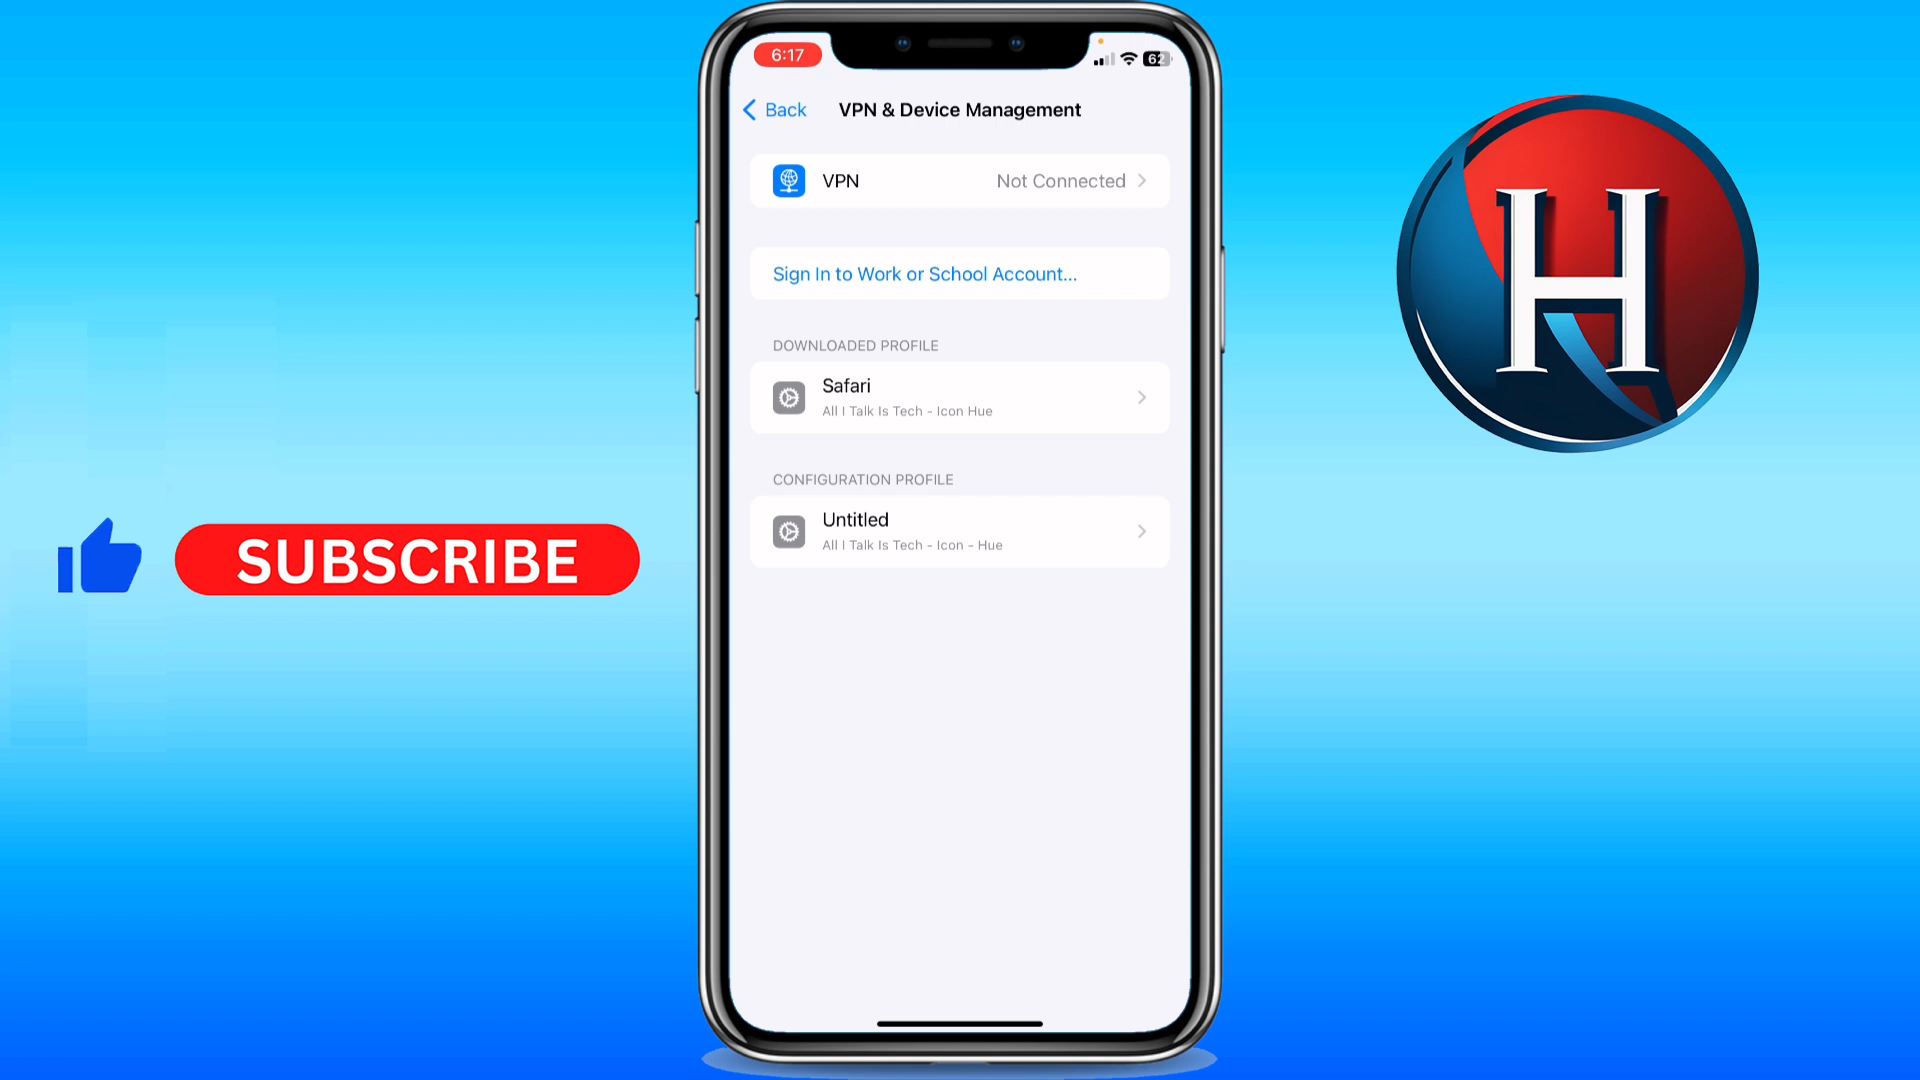 6:17
62
Back
VPN & Device Management
VPN
Not Connected
Sign In to Work or School Account...
DOWNLOADED PROFILE
Safari
All I Talk Is Tech - Icon Hue
CONFIGURATION PROFILE
Untitled
All I Talk Is Tech - Icon - Hue
SUBSCRIBE
H